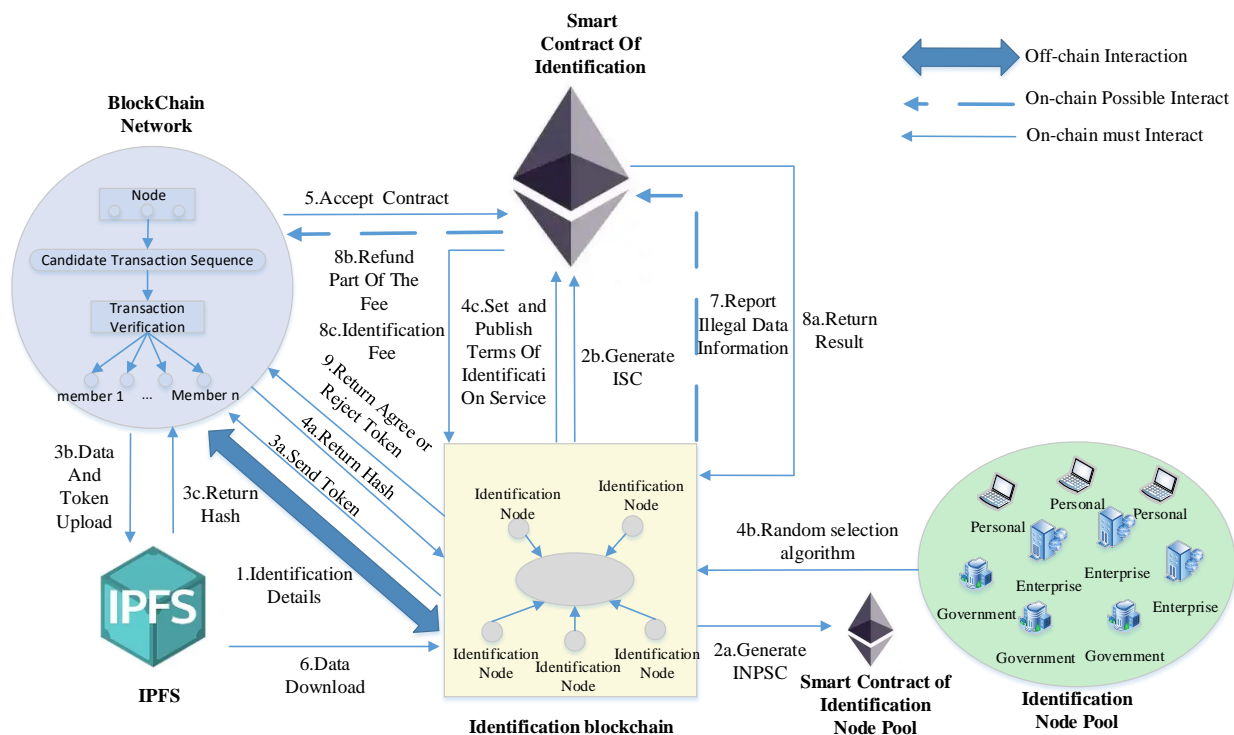 Smart
Contract Of
Identification
Off-chain Interaction
On-chain Possible Interact
On-chain must Interact
BlockChain
Network
Node
Candidate Transaction Sequence
Transaction
Verification
member 1
...
Member n
5.Accept Contract
8b.Refund
Part Of The
Fee
8c.Identification
Fee
4c.Set and
Publish
Terms Of
Identificati
On Service
2b.Generate
ISC
7.Report
Illegal Data
Information
8a.Return
Result
9.Return Agree or
Reject Token
4a.Return Hash
3a.Send Token
3b.Data
And
Token
Upload
3c.Return
Hash
1.Identification
Details
IPFS
IPFS
6.Data
Download
Identification
Node
Identification
Node
Identification
Node
Identification
Node
Identification
Node
Identification blockchain
4b.Random selection
algorithm
2a.Generate
INPSC
Smart Contract of
Identification
Node Pool
Personal
Personal
Personal
Enterprise
Enterprise
Enterprise
Government
Government
Government
Identification
Node Pool